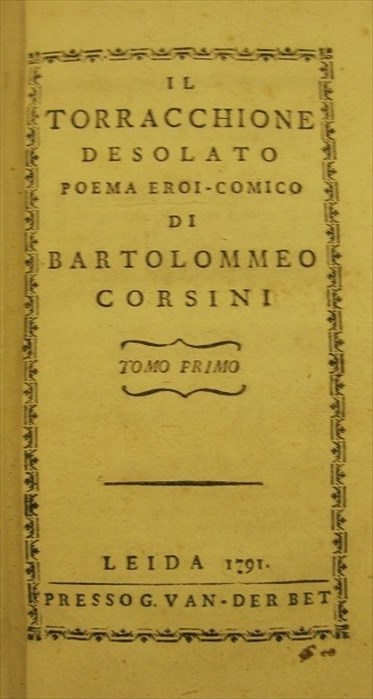 IL
TORRACCHIONE
DESOLATO
POEMA EROI-COMICO
DI
BARTOLOMMEO
CORSINI
TOMO PRIMO
LEIDA 1791.
PRESSO G. VAN-DER BET